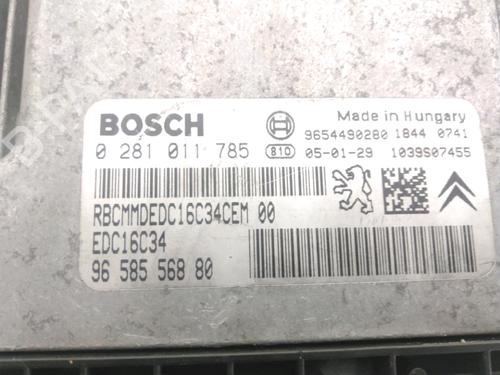 BOSCH
Made in Hungary
9654490280 1844 0741
0 281 011 785 810 05-01-29 1039S07455
RBCMMDEDC16C34CEM 00
EDC16C34
96 585 568 80